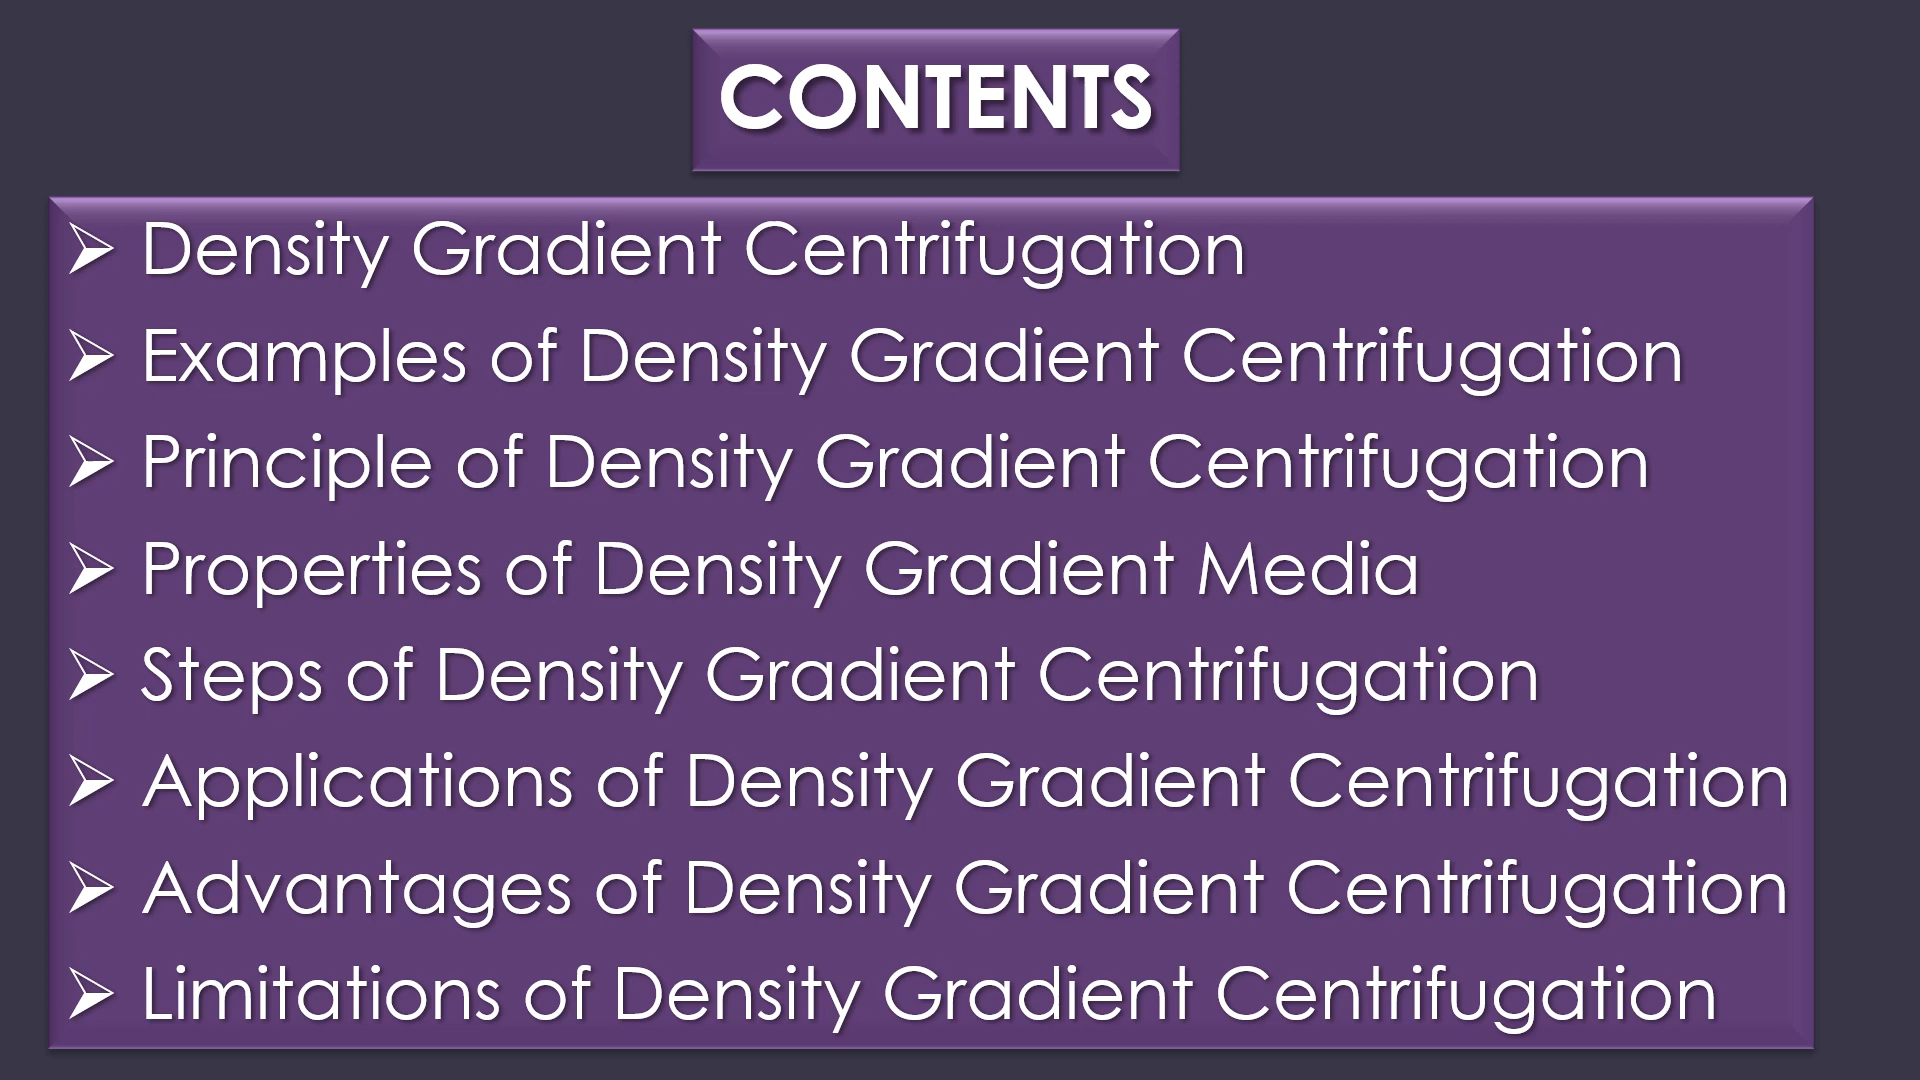 CONTENTS
➢ Density Gradient Centrifugation
➢ Examples of Density Gradient Centrifugation
➢ Principle of Density Gradient Centrifugation
➢ Properties of Density Gradient Media
➢ Steps of Density Gradient Centrifugation
➢ Applications of Density Gradient Centrifugation
➢ Advantages of Density Gradient Centrifugation
➢ Limitations of Density Gradient Centrifugation